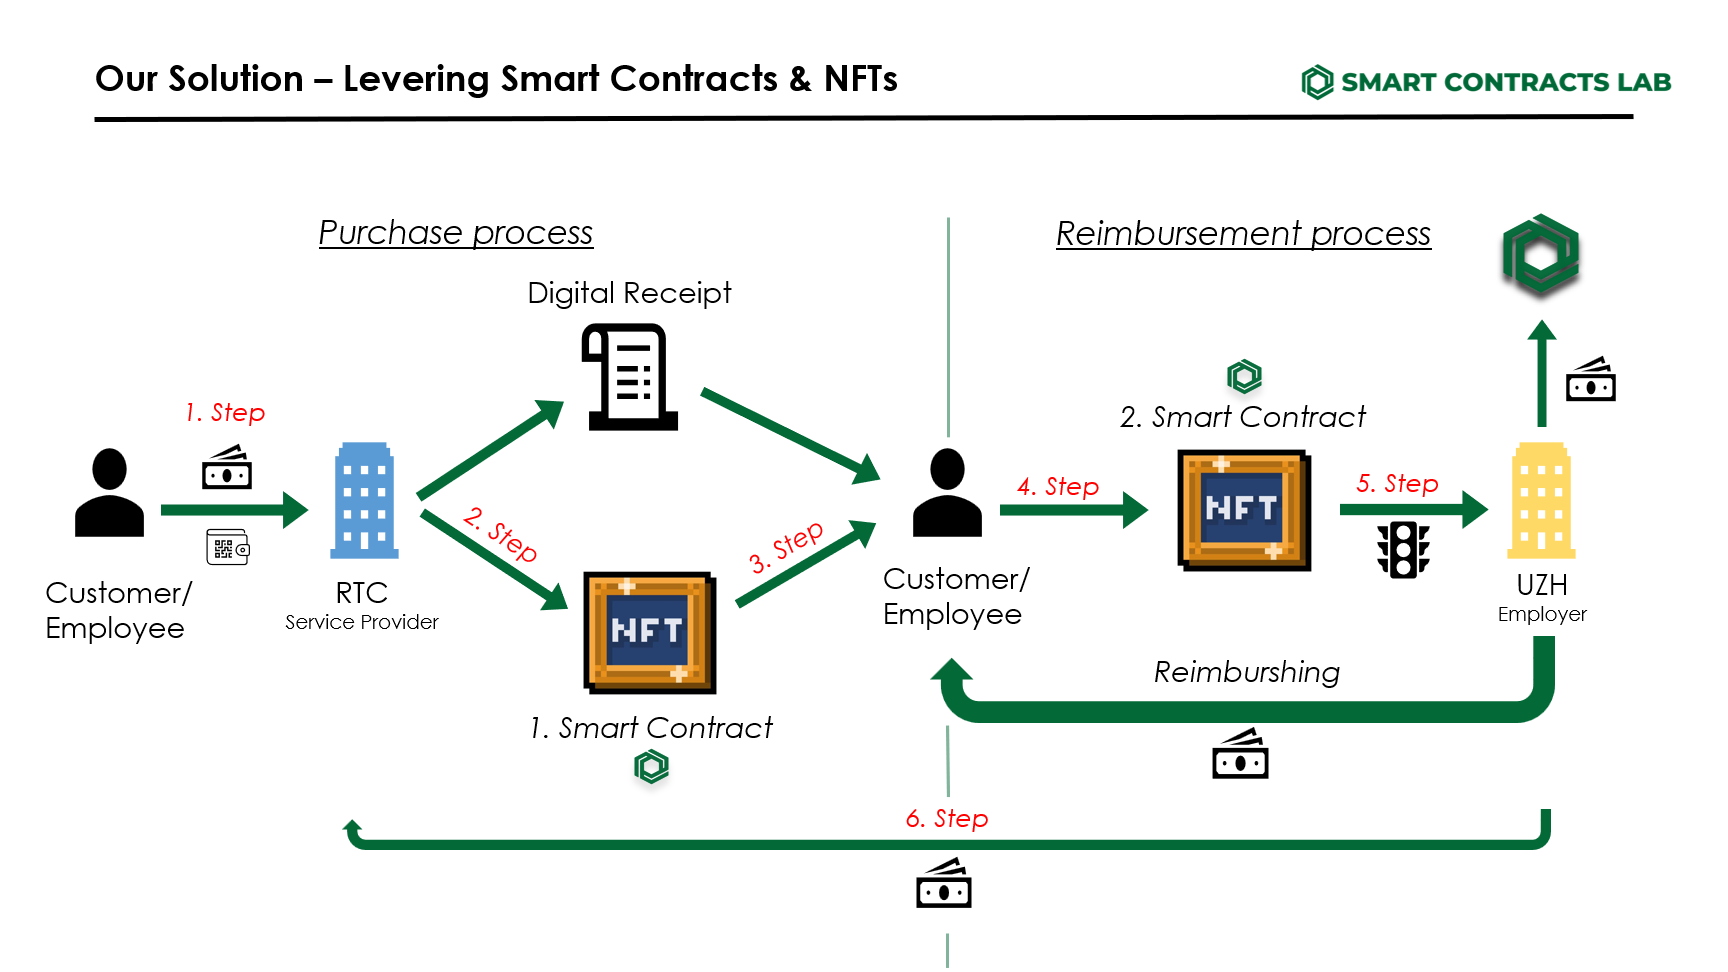 Our Solution – Levering Smart Contracts & NFTs
SMART CONTRACTS LAB
Purchase process
Reimbursement process
Digital Receipt
1. Step
2. Smart Contract
NFT
4. Step
5. Step
2. Step
3. Step
Customer/
Employee
RTC
Service Provider
NFT
1. Smart Contract
Customer/
Employee
UZH
Employer
Reimburshing
6. Step